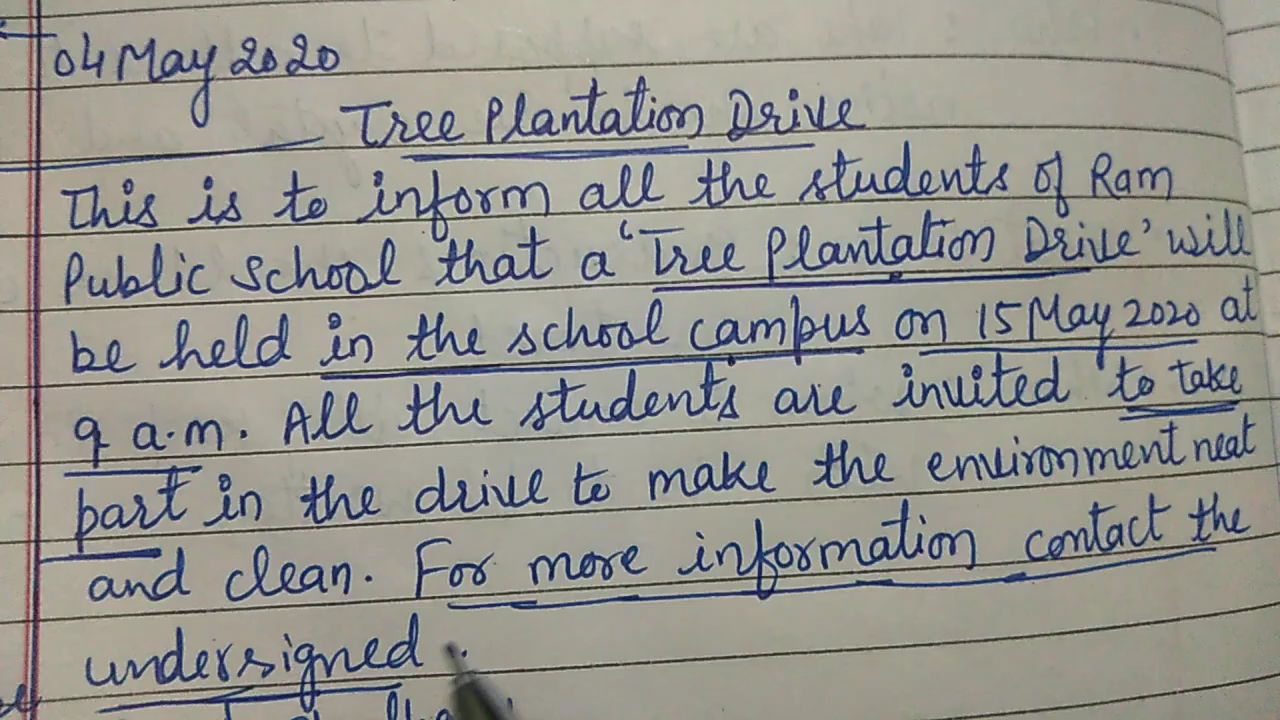 04 May 2020
Tree Plantation Drive
This is to inform all the students of Ram
Public School that a 'Tree Plantation Drive' will
be held in the school campus on 15 May 2020 at
9 a.m. All the students are invited to take
part in the drive to make the environment neat
and clean. For more information contact the
undersigned.